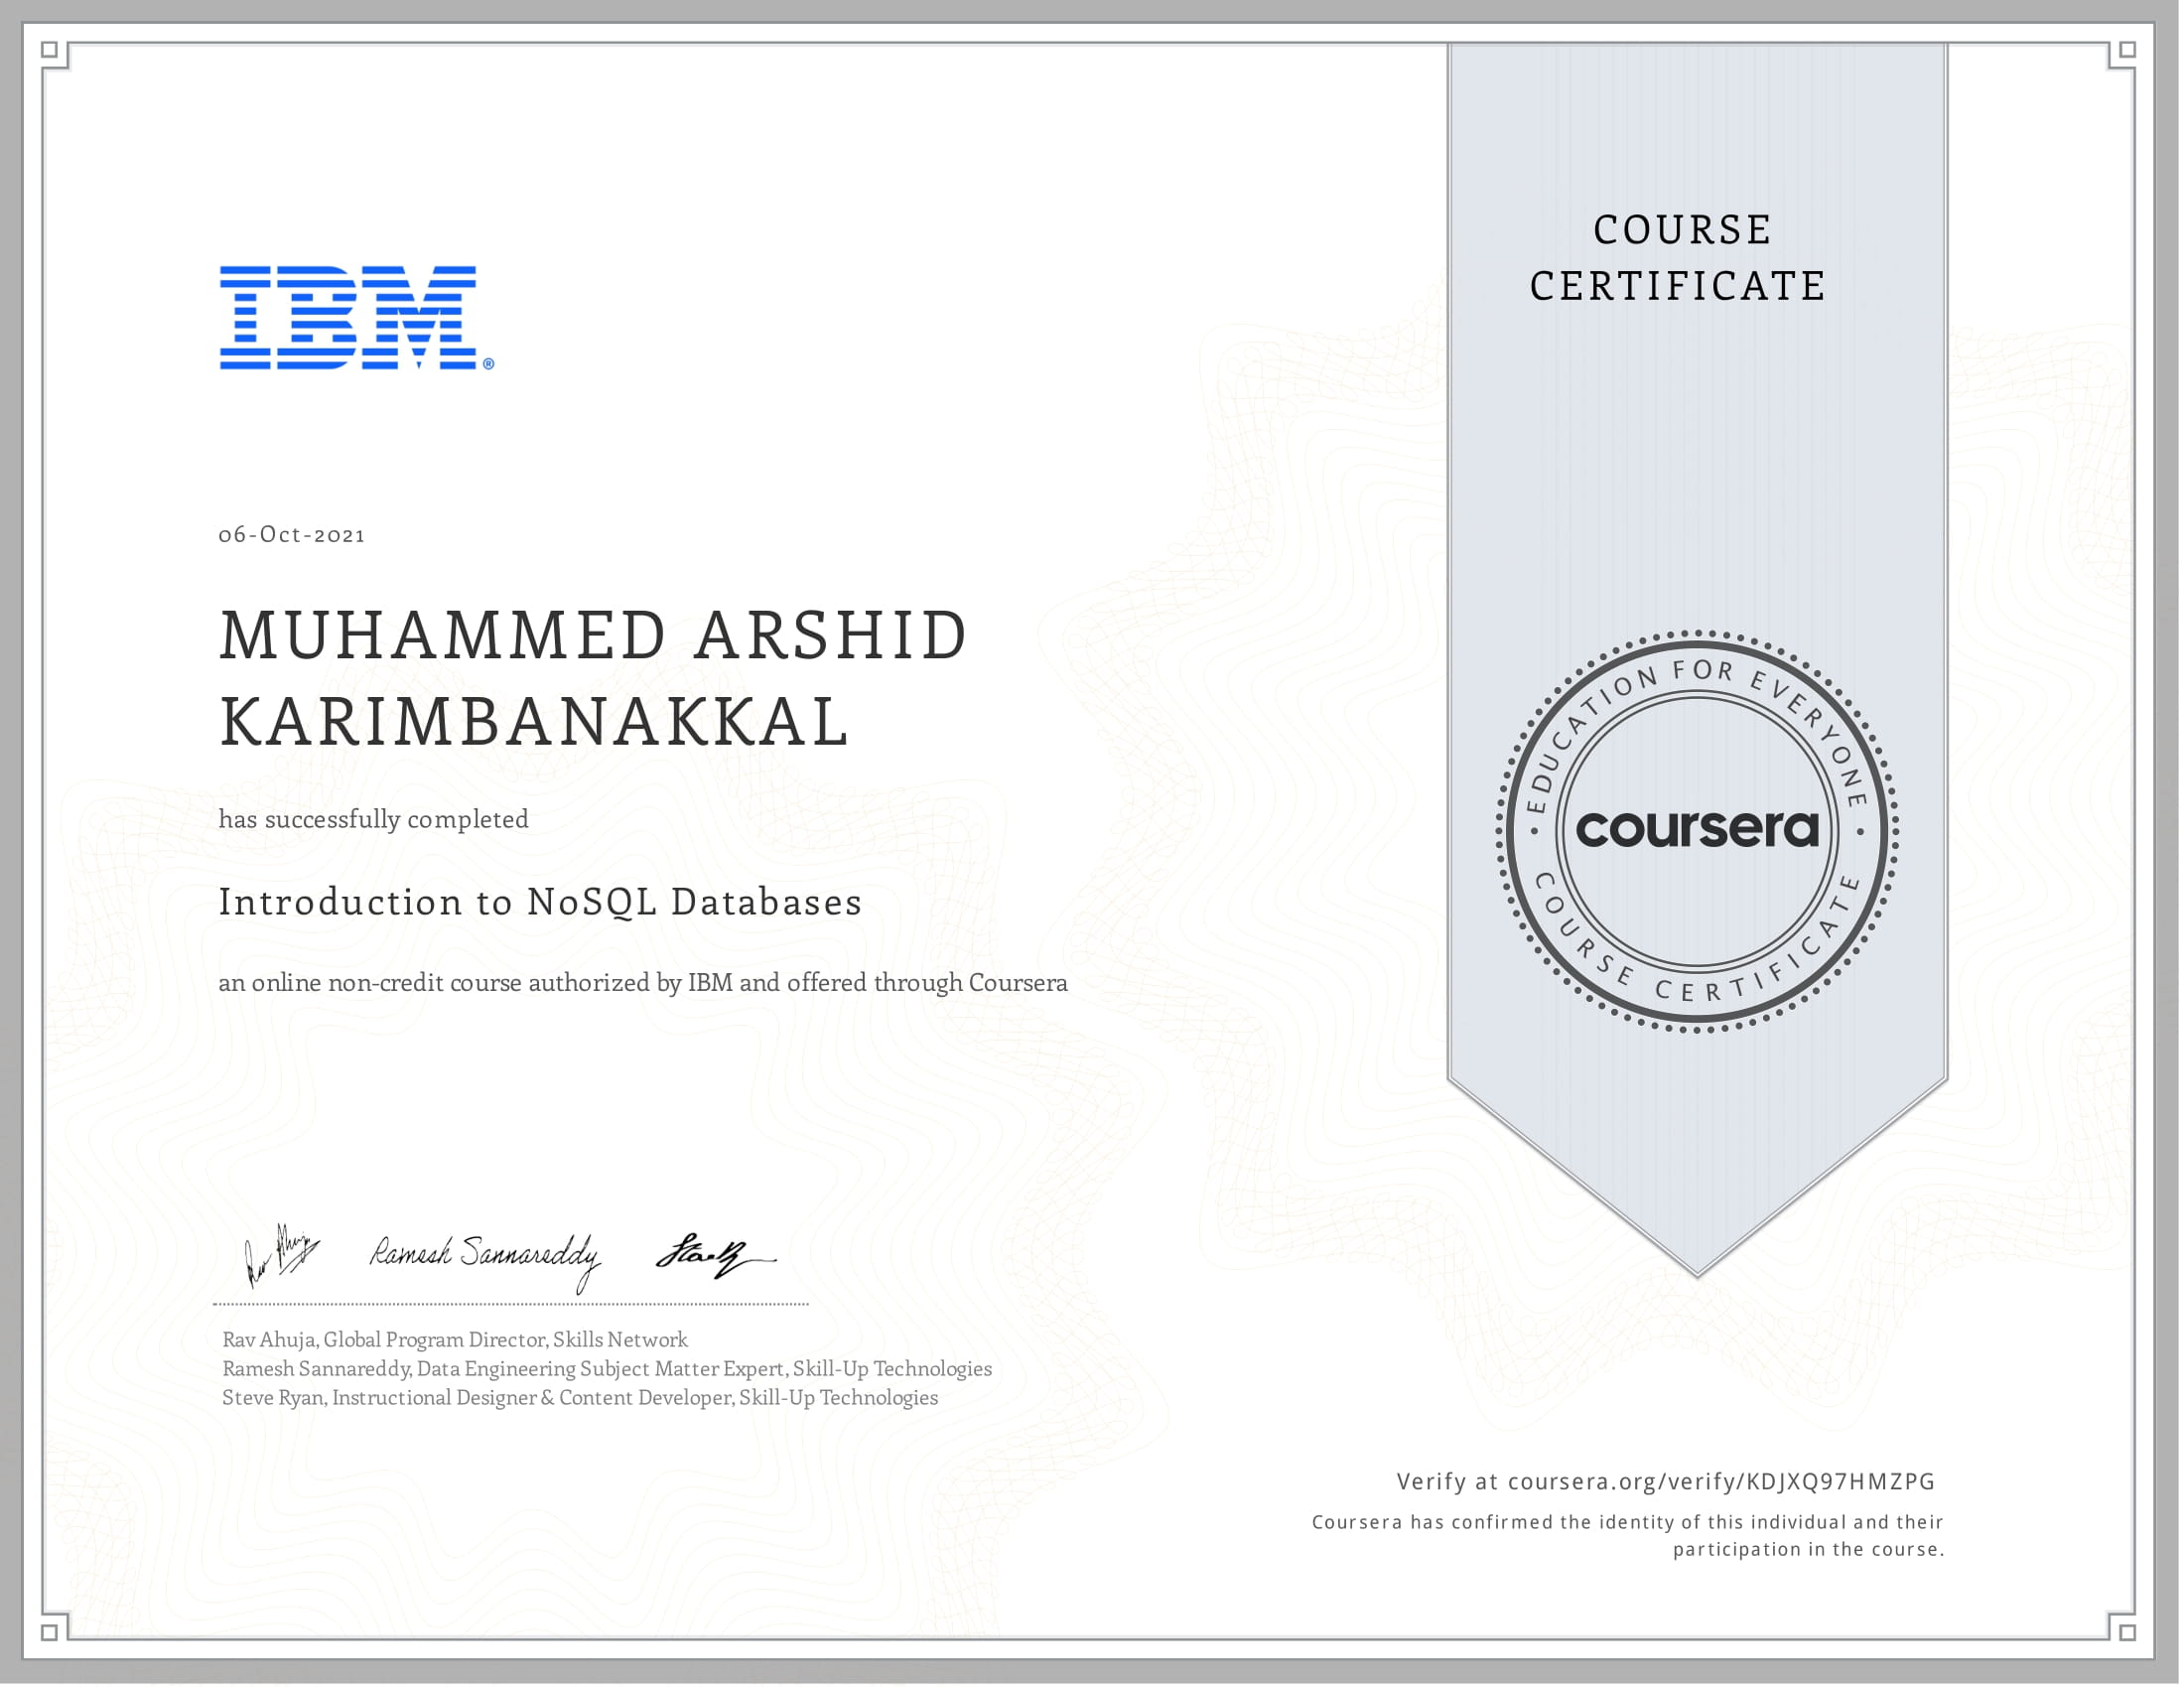 IBM®
COURSE
CERTIFICATE
06-Oct-2021
MUHAMMED ARSHID
KARIMBANAKKAL
has successfully completed
Introduction to NoSQL Databases
an online non-credit course authorized by IBM and offered through Coursera
EDUCATION FOR EVERYONE
coursera
COURSE CERTIFICATE
Ramesh Sannareddy
Rav Ahuja, Global Program Director, Skills Network
Ramesh Sannareddy, Data Engineering Subject Matter Expert, Skill-Up Technologies
Steve Ryan, Instructional Designer & Content Developer, Skill-Up Technologies
Verify at coursera.org/verify/KDJXQ97HMZPG
Coursera has confirmed the identity of this individual and their
participation in the course.